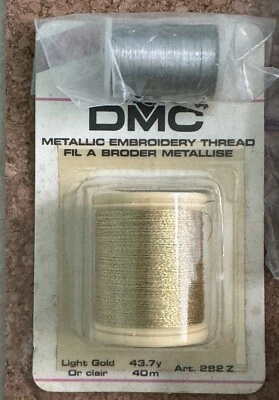 DMC
METALLIC EMBROIDERY THREAD
FIL A BRODER METALLISE
Light Gold 43.7y Art. 282 Z
Or clair 40m